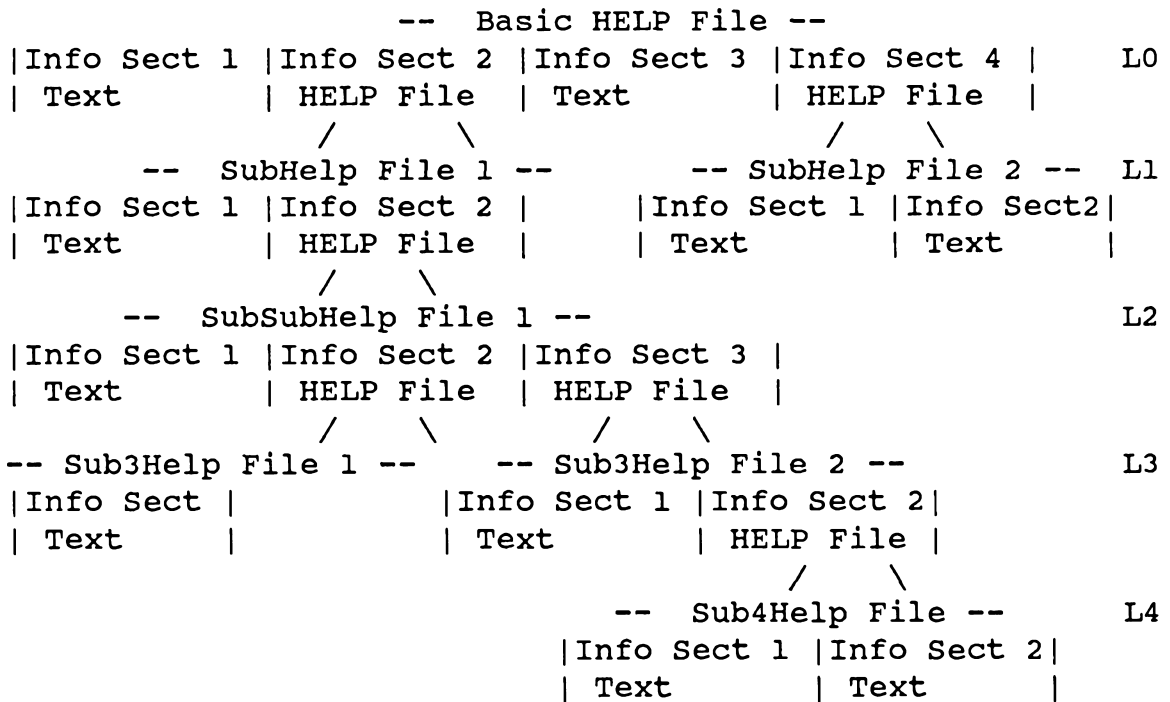 --  Basic HELP File --
|Info Sect 1 |Info Sect 2 |Info Sect 3 |Info Sect 4 |    L0
| Text       | HELP File  | Text       | HELP File  |
/      \                 /    \
--  SubHelp File 1 --       -- SubHelp File 2 --  L1
|Info Sect 1 |Info Sect 2 |     |Info Sect 1 |Info Sect2|
| Text       | HELP File  |     | Text       | Text     |
/    \
--  SubSubHelp File 1 --                          L2
|Info Sect 1 |Info Sect 2 |Info Sect 3 |
| Text       | HELP File  | HELP File  |
/    \       /    \
-- Sub3Help File 1 --    -- Sub3Help File 2 --           L3
|Info Sect |          |Info Sect 1 |Info Sect 2|
| Text     |          | Text       | HELP File |
/    \
--  Sub4Help File --      L4
|Info Sect 1 |Info Sect 2|
| Text       | Text      |